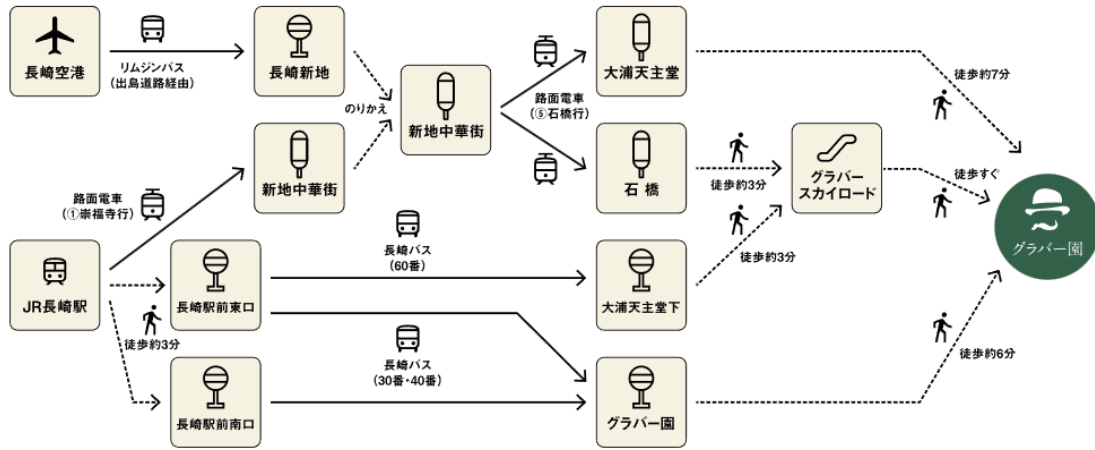 長崎空港
リムジンバス
(出島道路経由)
長崎新地
のりかえ
新地中華街
路面電車
(⑤石橋行)
大浦天主堂
徒歩約7分
路面電車
(①崇福寺行)
新地中華街
石橋
徒歩約3分
グラバー
スカイロード
徒歩すぐ
グラバー園
JR長崎駅
徒歩約3分
長崎駅前東口
長崎バス
(60番)
大浦天主堂下
徒歩約3分
長崎バス
(30番・40番)
長崎駅前南口
グラバー園
徒歩約6分